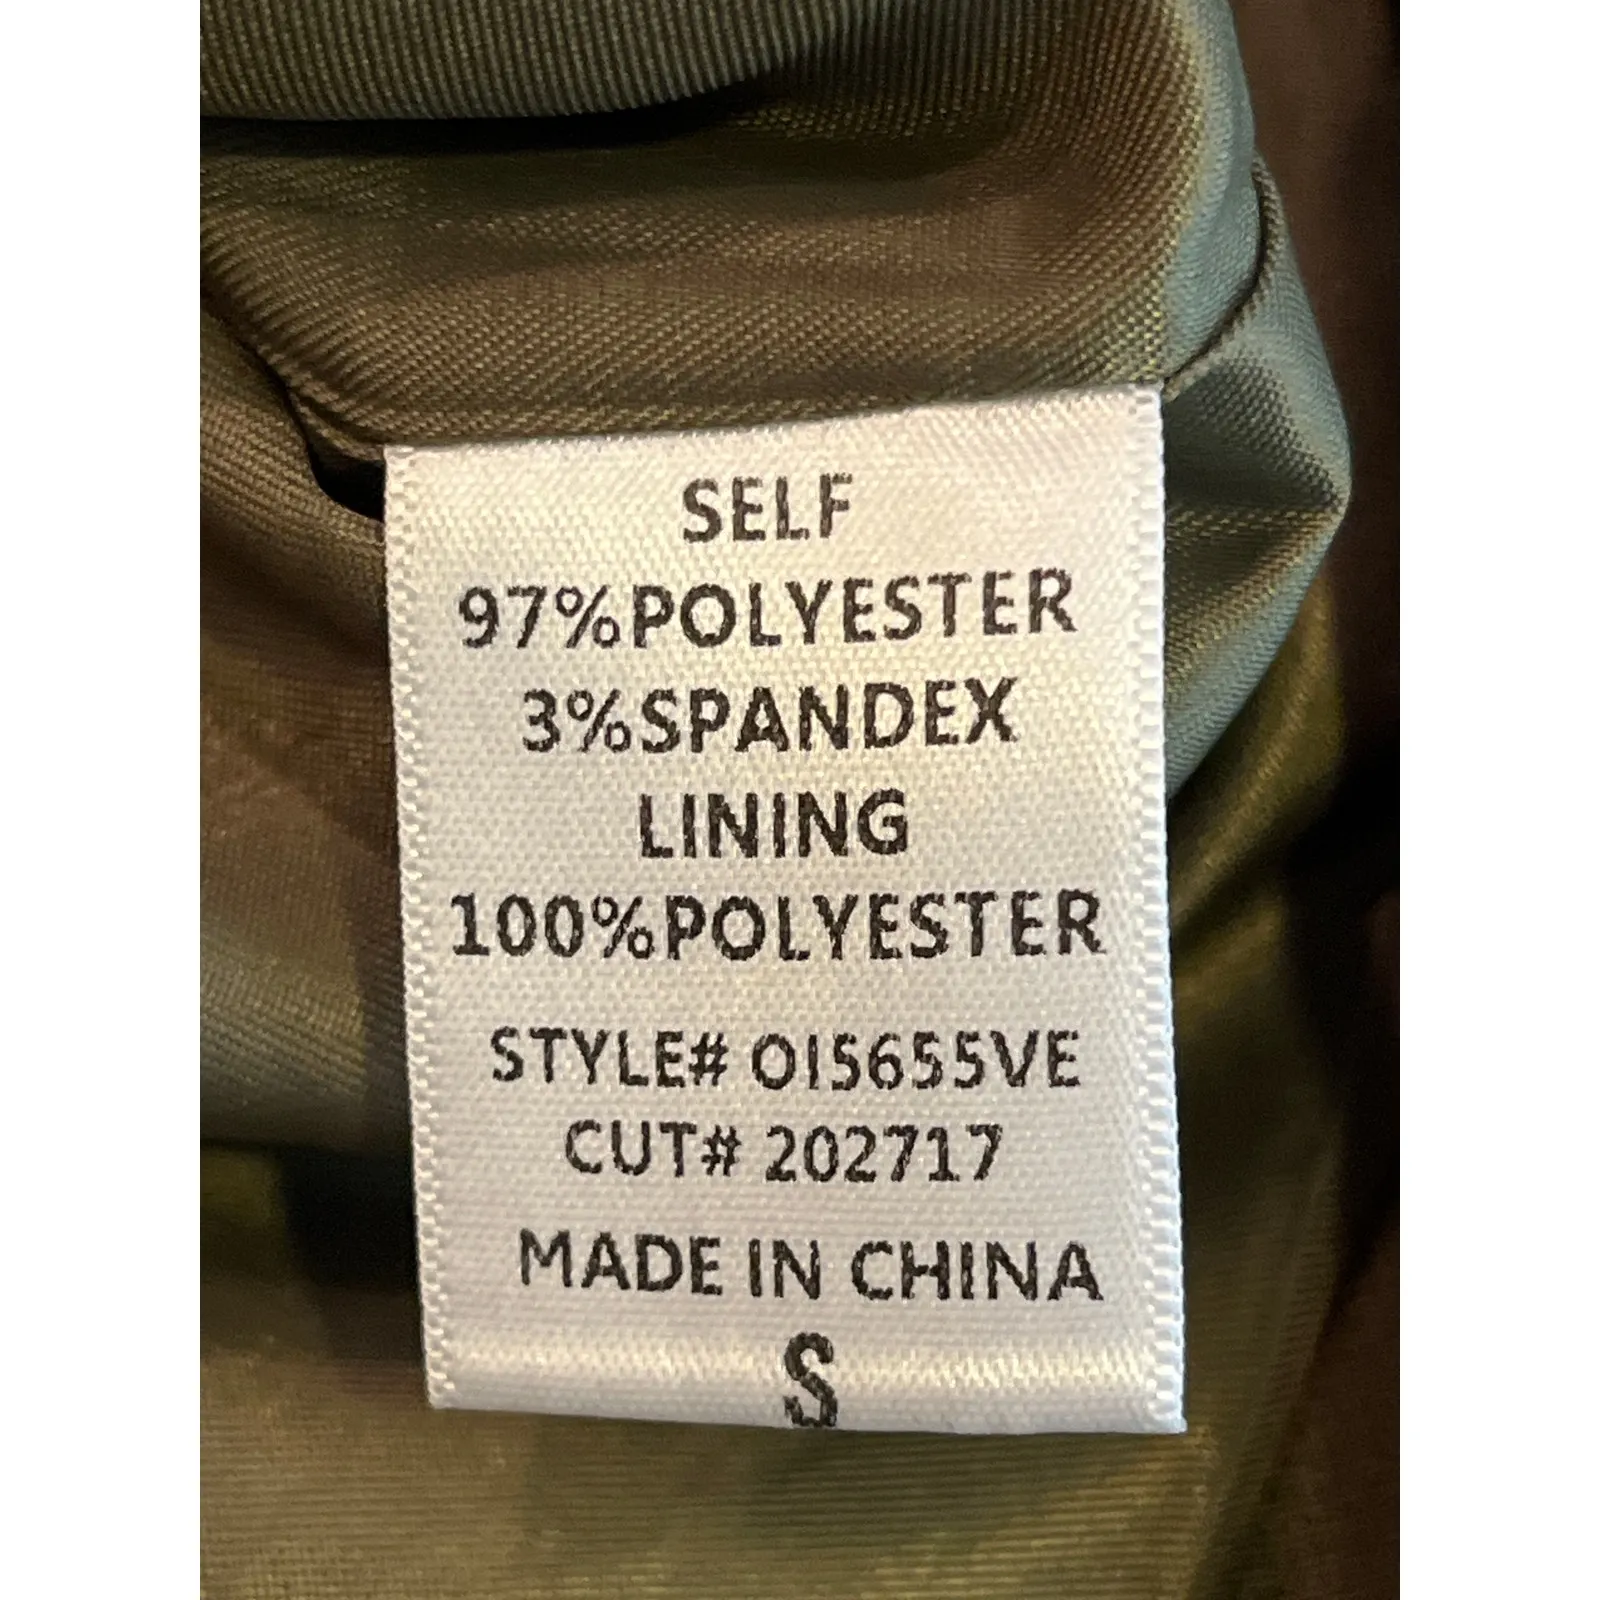 SELF
97%POLYESTER
3%SPANDEX
LINING
100%POLYESTER
STYLE# OI5655VE
CUT# 202717
MADE IN CHINA
S